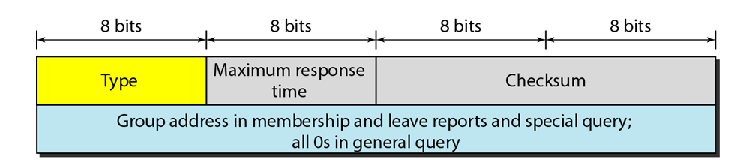 8 bits 8 bits 8 bits 8 bits
Type
Maximum response
time
Checksum
Group address in membership and leave reports and special query;
all 0s in general query